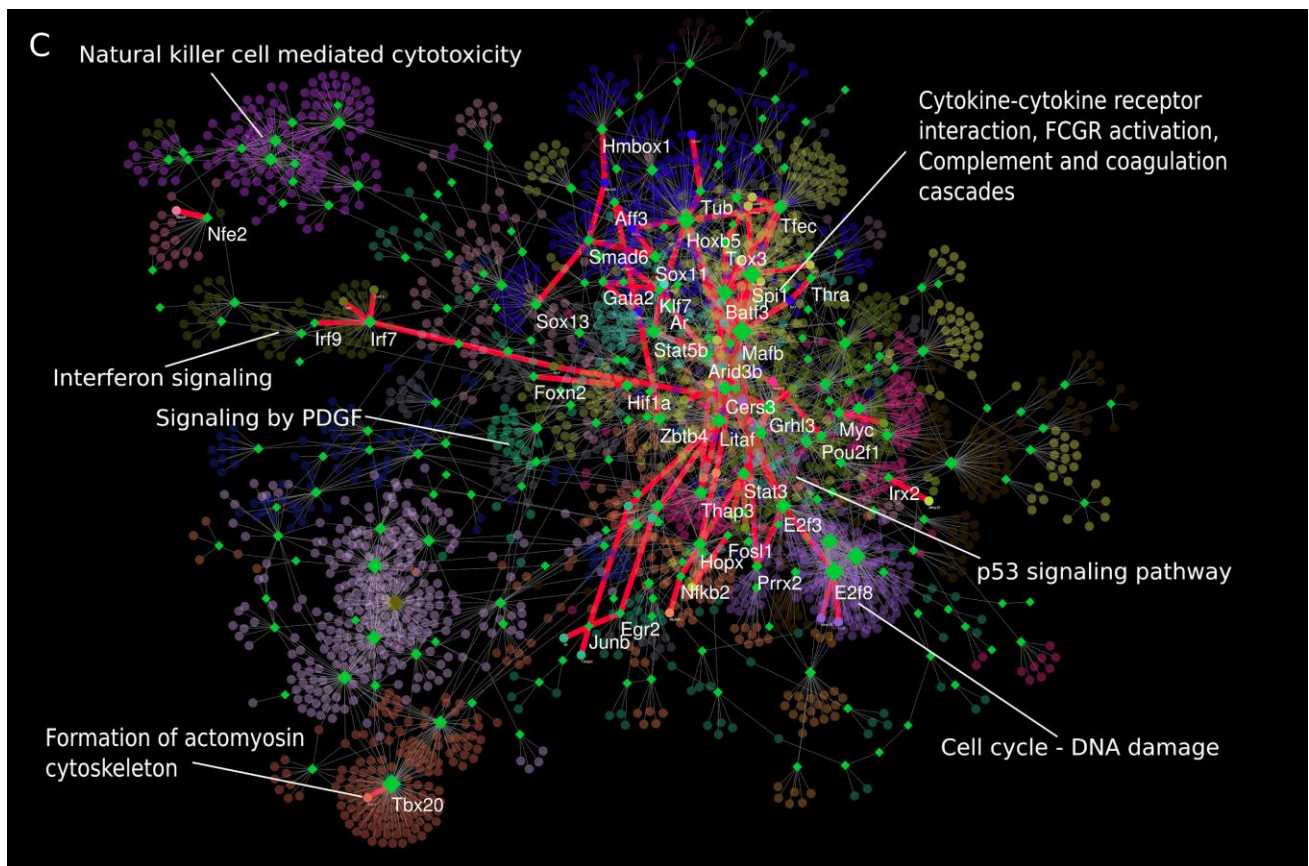 C
Natural killer cell mediated cytotoxicity
Cytokine-cytokine receptor
interaction, FCGR activation,
Complement and coagulation
cascades
Hmbox1
Aff3
Tub
Tfec
Nfe2
Hoxb5
Smad6
Tox3
Sox11
Spi1
Thra
Gata2
Klf7
Batf3
Sox13
Ar
Irf9
Irf7
Stat5b
Mafb
Interferon signaling
Arid3b
Foxn2
Hif1a
Cers3
Signaling by PDGF
Grhl3
Myc
Zbtb4
Litaf
Pou2f1
Stat3
Irx2
Thap3
E2f3
Fosl1
Hopx
p53 signaling pathway
Nfkb2
Prrx2
E2f8
Egr2
Junb
Formation of actomyosin
cytoskeleton
Cell cycle - DNA damage
Tbx20